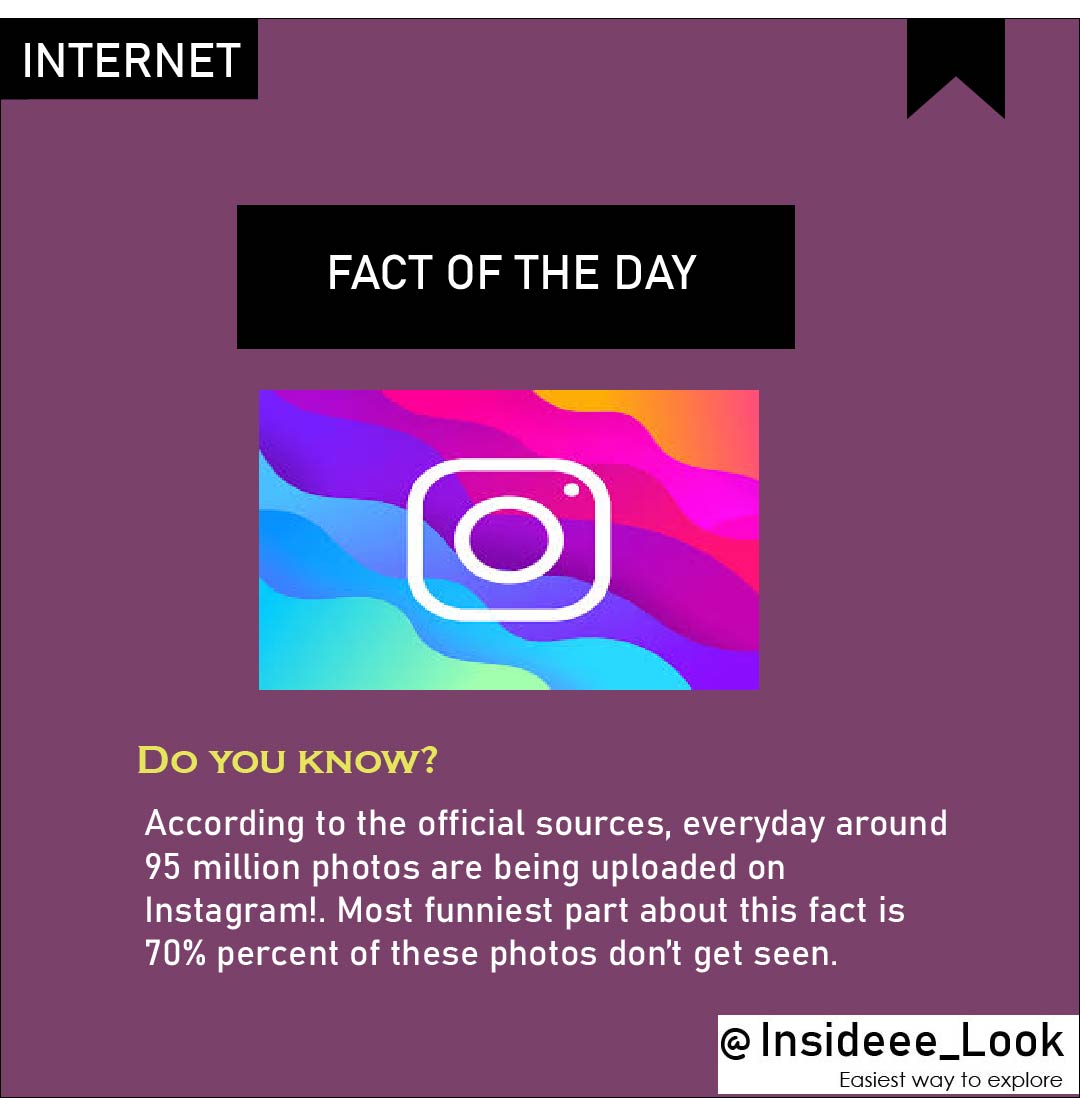 INTERNET
FACT OF THE DAY
Do you know?
According to the official sources, everyday around
95 million photos are being uploaded on
Instagram!. Most funniest part about this fact is
70% percent of these photos don't get seen.
@Insideee_Look
Easiest way to explore